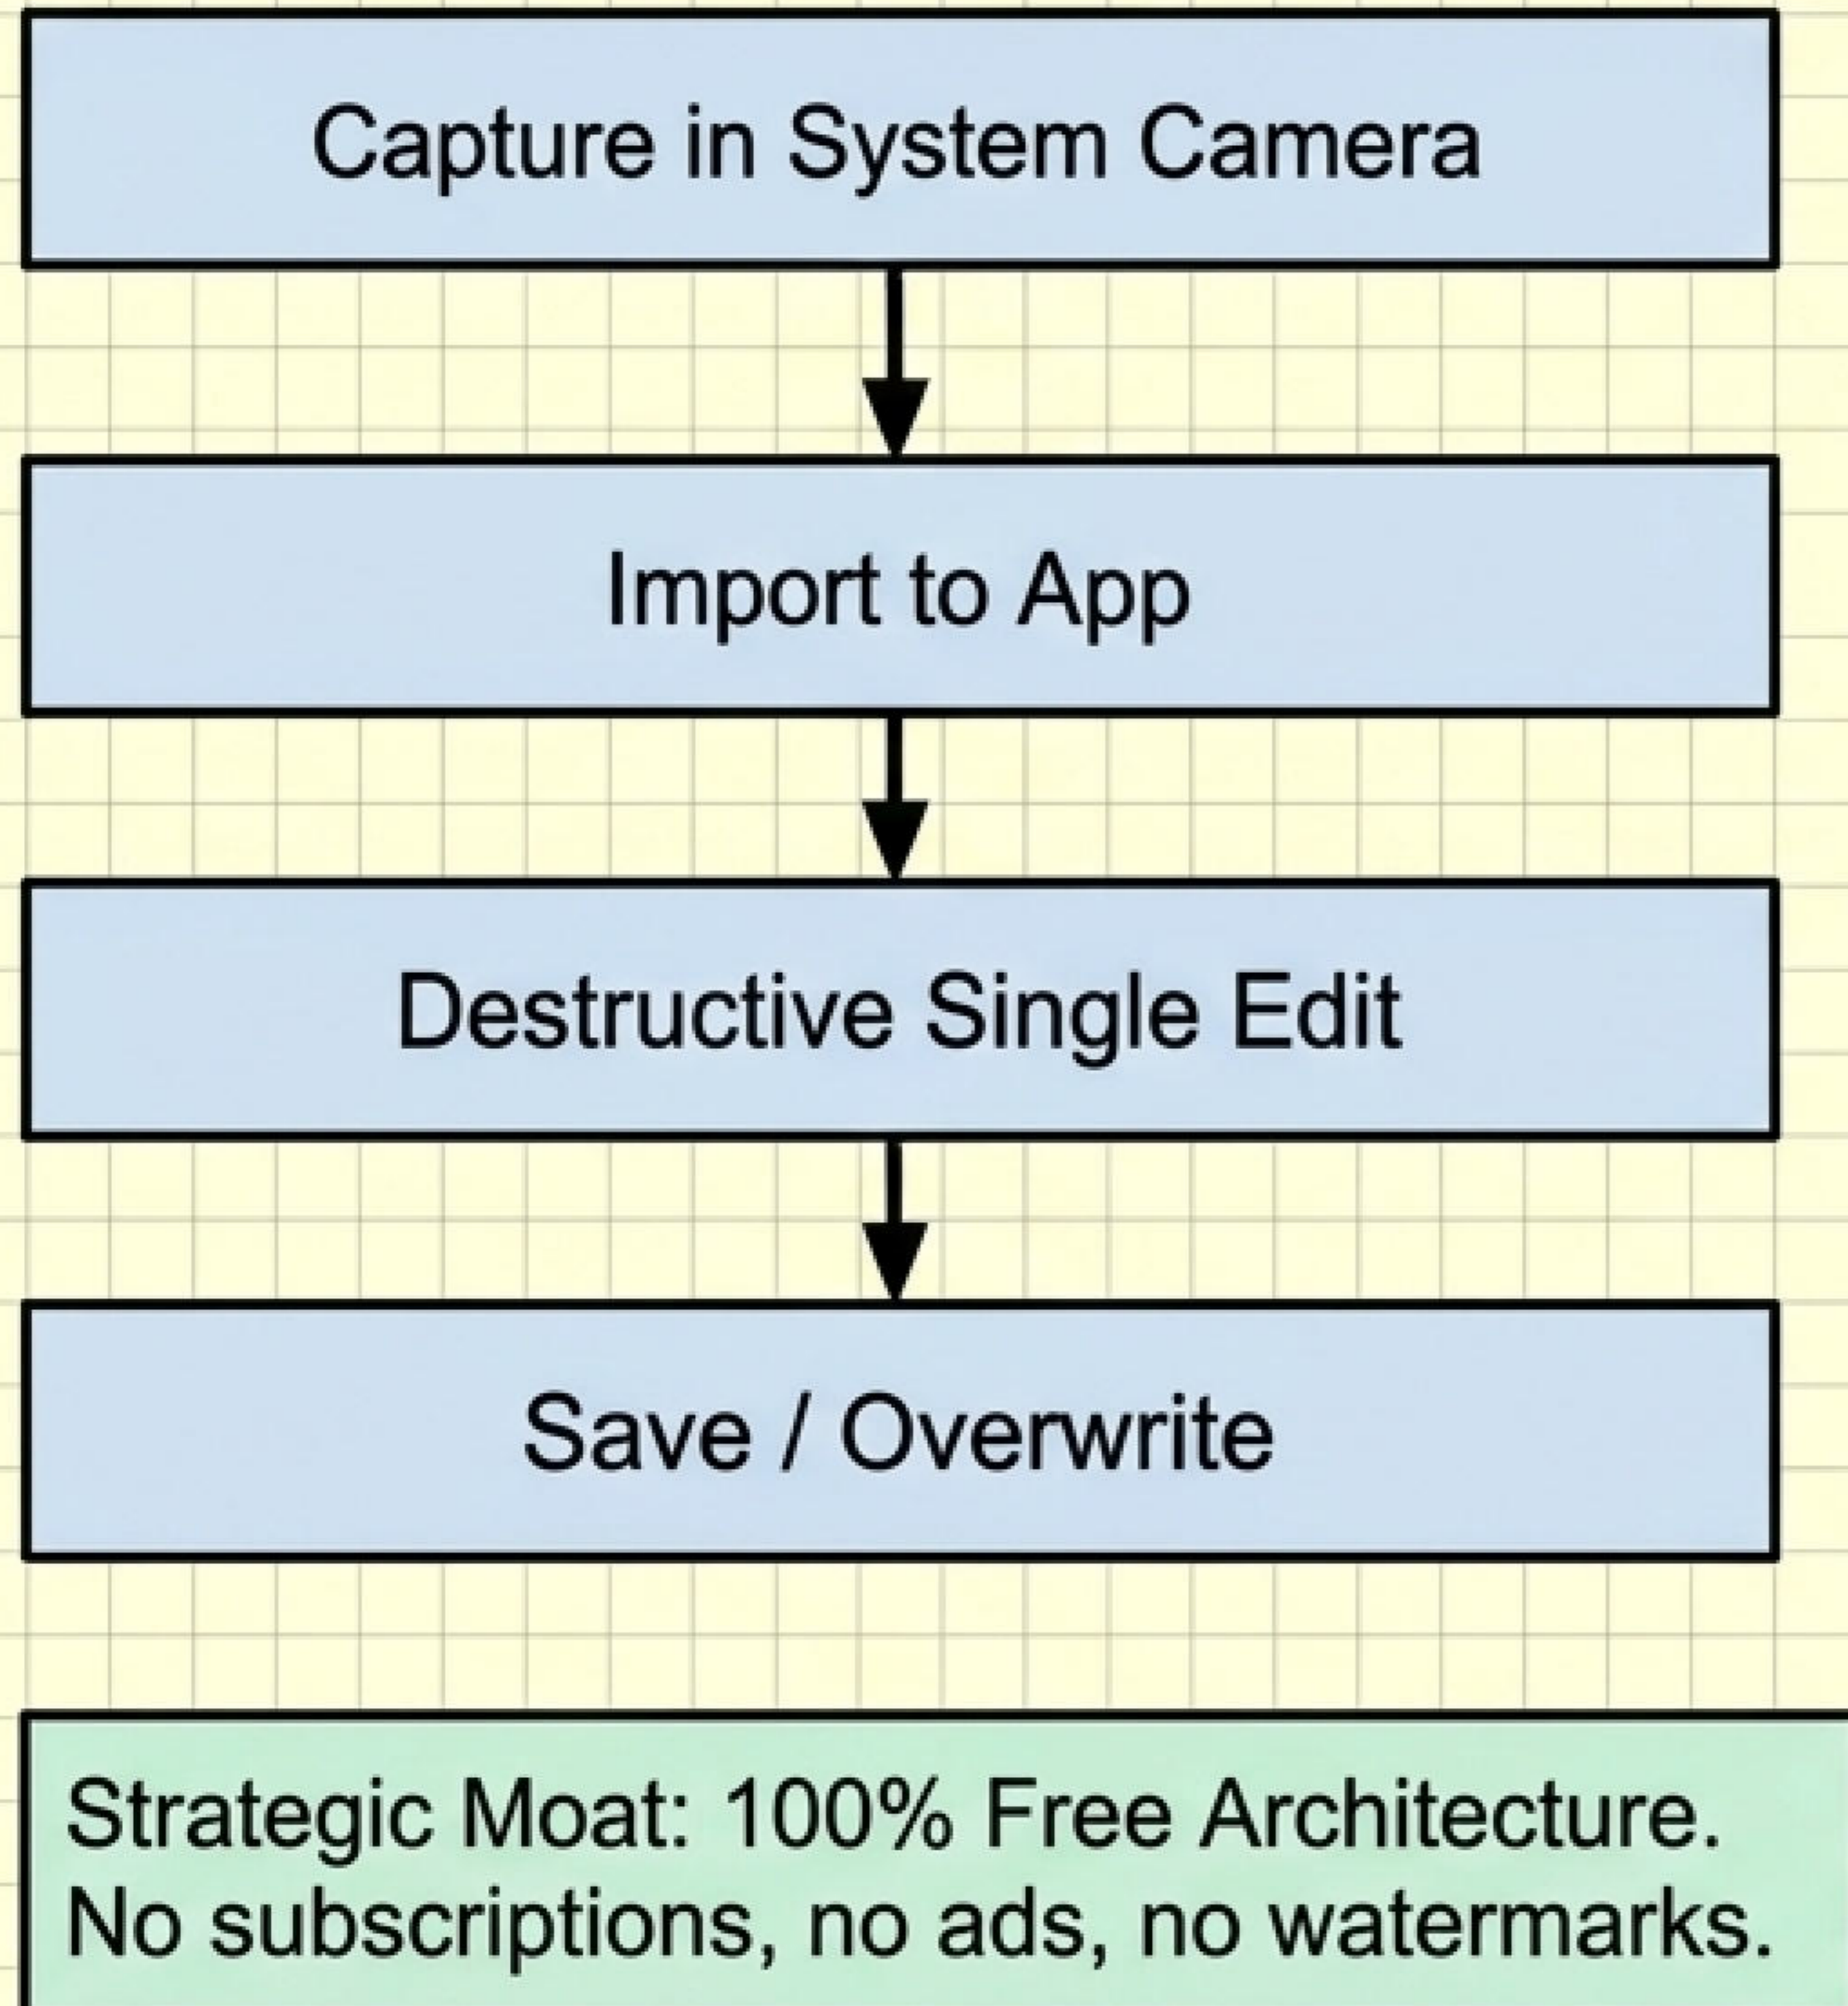 Capture in System Camera
Import to App
Destructive Single Edit
Save / Overwrite
Strategic Moat: 100% Free Architecture.
No subscriptions, no ads, no watermarks.